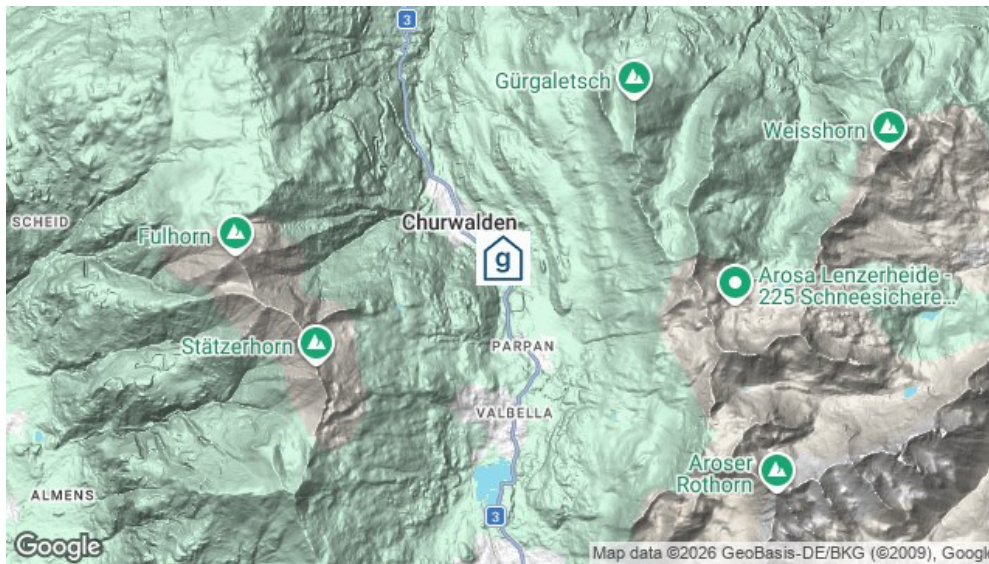 3
Gürgaletsch
Weisshorn
SCHEID
Churwalden
Fulhorn
g
Arosa Lenzerheide -
225 Schneesichere...
Stätzerhorn
PARPAN
VALBELLA
Aroser
Rothorn
ALMENS
3
Google
Map data ©2026 GeoBasis-DE/BKG (©2009), Google